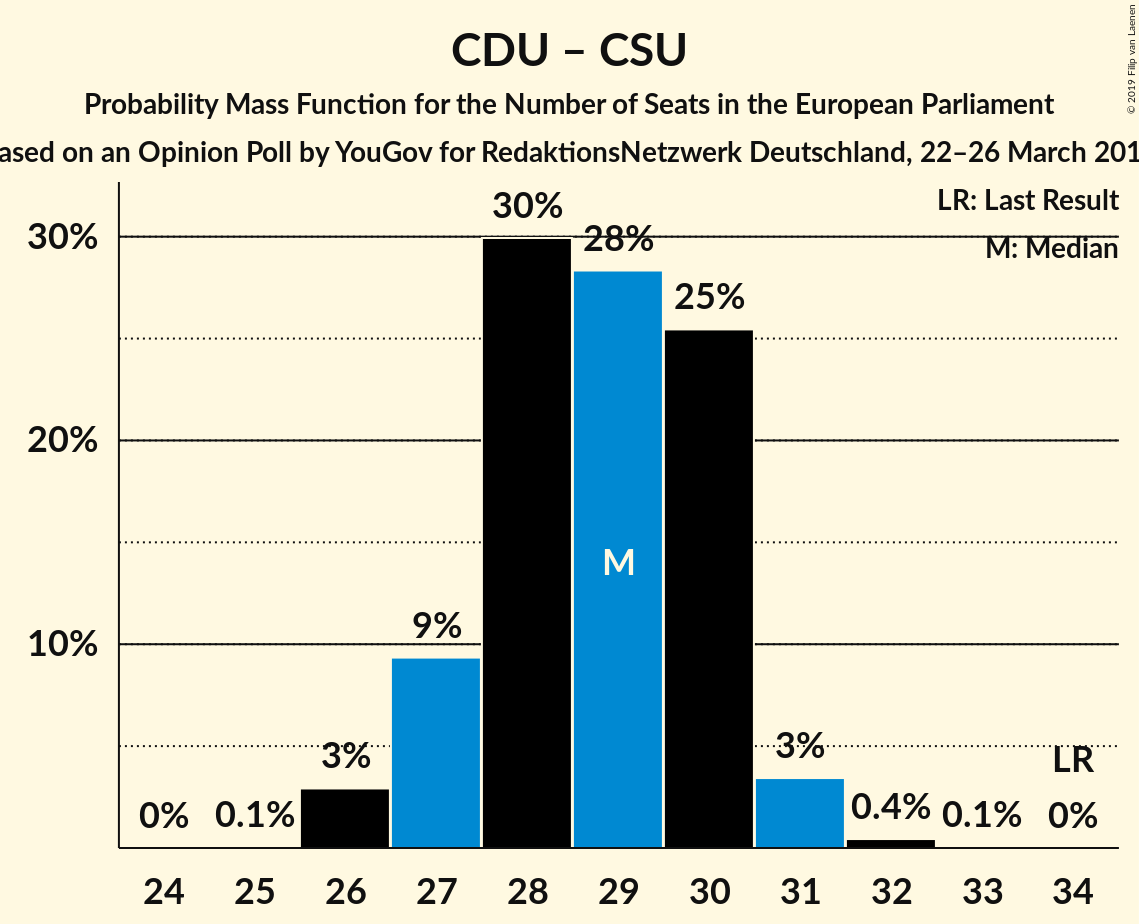 CDU – CSU
Probability Mass Function for the Number of Seats in the European Parliament
ased on an Opinion Poll by YouGov for RedaktionsNetzwerk Deutschland, 22–26 March 201
© 2019 Filip van Laenen
LR: Last Result
M: Median
30%
20%
10%
0%
0.1%
3%
9%
30%
28%
25%
3%
0.4%
0.1%
0%
LR
M
24 25 26 27 28 29 30 31 32 33 34